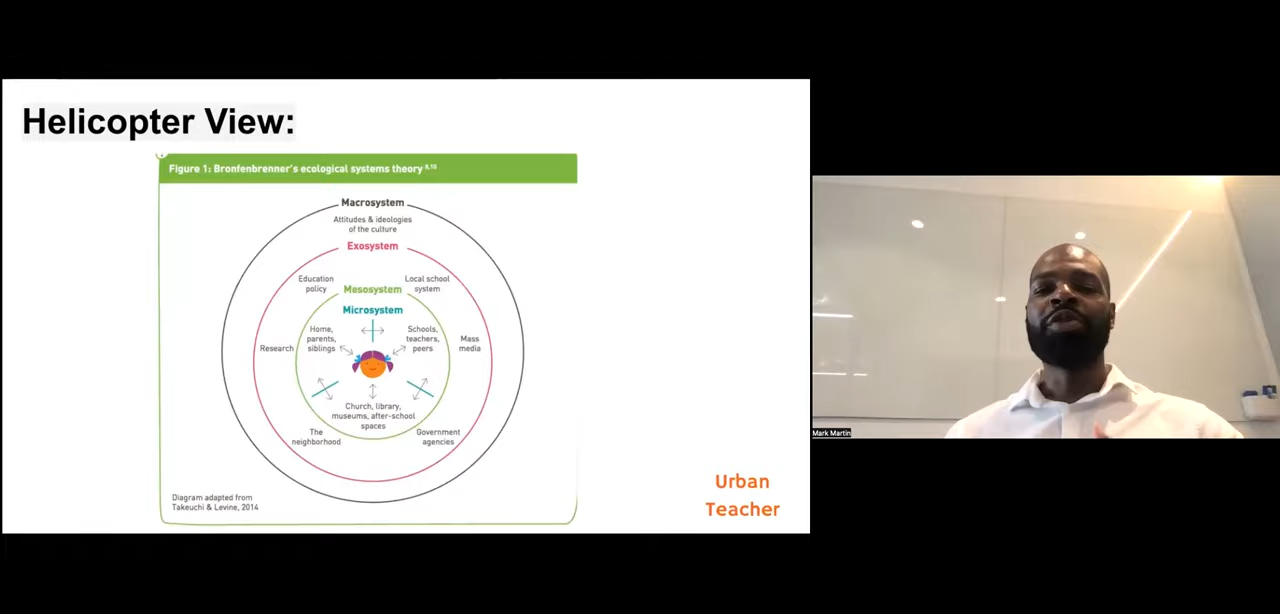 Helicopter View:
Figure 1: Bronfenbrenner's ecological systems theory 8,10
Macrosystem
Attitudes & ideologies
of the culture
Exosystem
Education
policy
Local school
system
Mesosystem
Microsystem
Home,
parents,
siblings
Schools,
teachers,
peers
Research
Mass
media
Church, library,
museums, after-school
spaces
The
neighborhood
Government
agencies
Diagram adapted from
Takeuchi & Levine, 2014
Urban
Teacher
Mark Martin